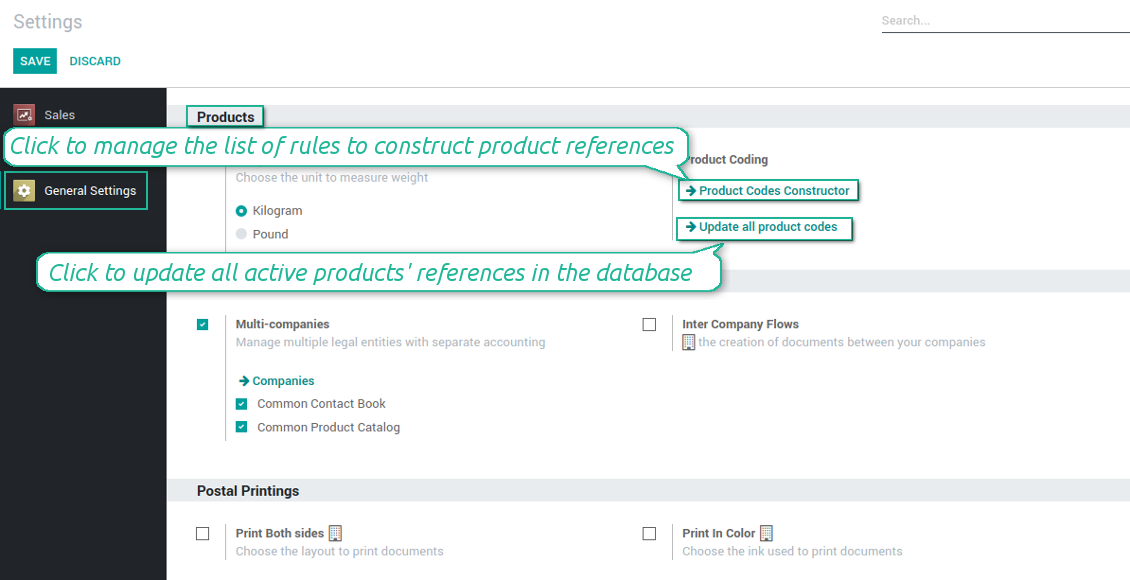 Settings
Search...
SAVE DISCARD
Sales
Products
Click to manage the list of rules to construct product references
Product Coding
Choose the unit to measure weight
General Settings
Product Codes Constructor
Kilogram
Update all product codes
Pound
Click to update all active products' references in the database
Multi-companies
Inter Company Flows
Manage multiple legal entities with separate accounting
the creation of documents between your companies
Companies
Common Contact Book
Common Product Catalog
Postal Printings
Print Both sides
Print In Color
Choose the layout to print documents
Choose the ink used to print documents